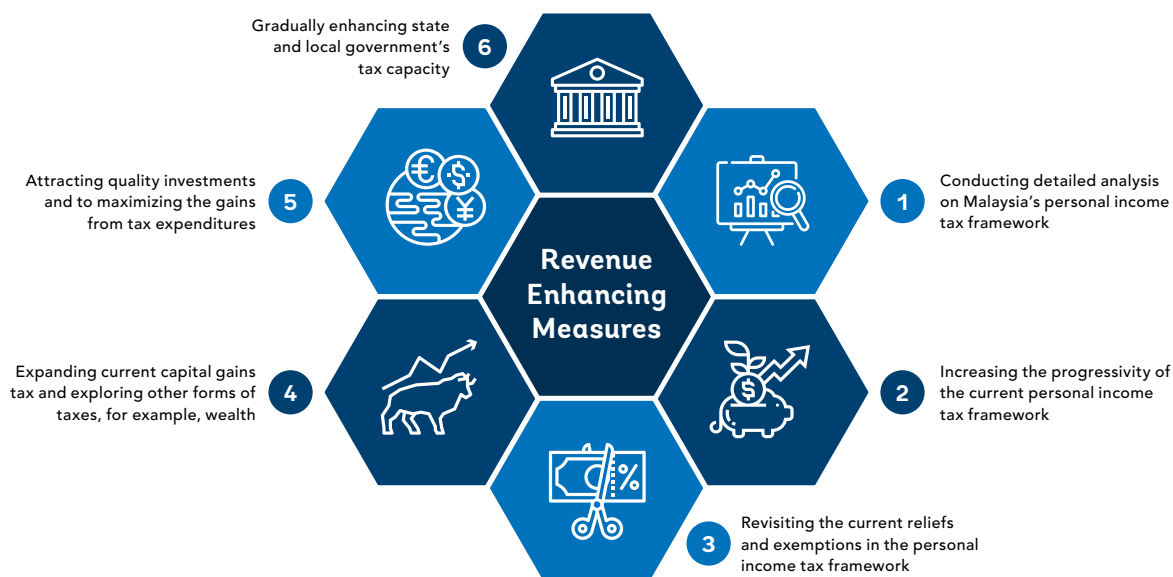 Revenue
Enhancing
Measures
1
Conducting detailed analysis
on Malaysia's personal income
tax framework
2
Increasing the progressivity of
the current personal income
tax framework
3
Revisiting the current reliefs
and exemptions in the personal
income tax framework
4
Expanding current capital gains
tax and exploring other forms of
taxes, for example, wealth
5
Attracting quality investments
and to maximizing the gains
from tax expenditures
6
Gradually enhancing state
and local government's
tax capacity
€
$
¥
$
%